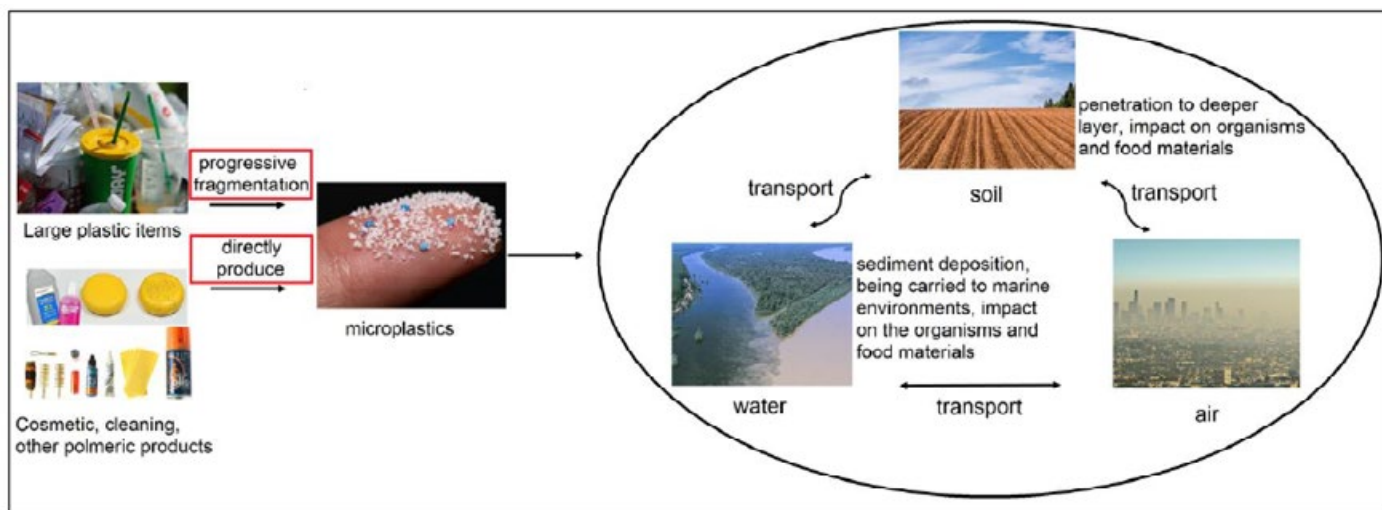 progressive
fragmentation
Large plastic items
directly
produce
microplastics
Cosmetic, cleaning,
other polmeric products
penetration to deeper
layer, impact on organisms
and food materials
soil
transport
transport
sediment deposition,
being carried to marine
environments, impact
on the organisms and
food materials
water
transport
air